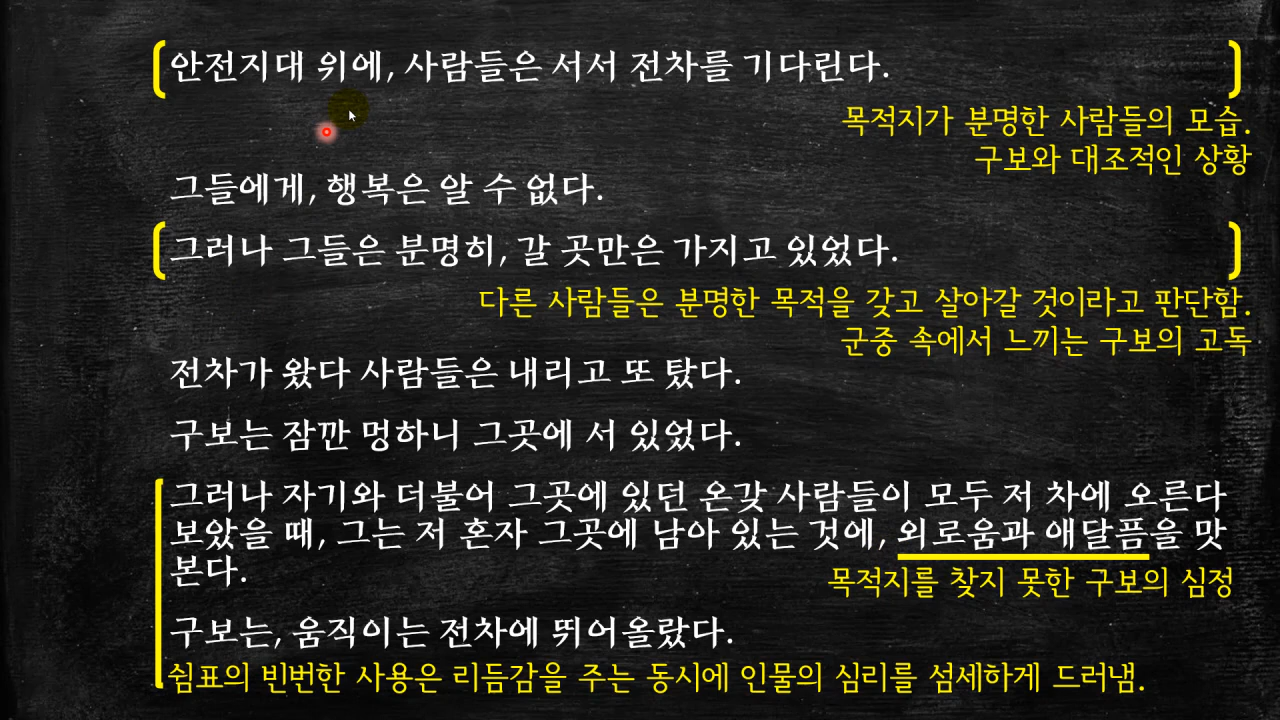 안전지대 위에, 사람들은 서서 전차를 기다린다.
목적지가 분명한 사람들의 모습.
구보와 대조적인 상황
그들에게, 행복은 알 수 없다.
그러나 그들은 분명히, 갈 곳만은 가지고 있었다.
다른 사람들은 분명한 목적을 갖고 살아갈 것이라고 판단함.
군중 속에서 느끼는 구보의 고독
전차가 왔다 사람들은 내리고 또 탔다.
구보는 잠깐 멍하니 그곳에 서 있었다.
그러나 자기와 더불어 그곳에 있던 온갖 사람들이 모두 저 차에 오른다
보았을 때, 그는 저 혼자 그곳에 남아 있는 것에, 외로움과 애달픔을 맛
본다.
목적지를 찾지 못한 구보의 심정
구보는, 움직이는 전차에 뛰어올랐다.
쉼표의 빈번한 사용은 리듬감을 주는 동시에 인물의 심리를 섬세하게 드러냄.